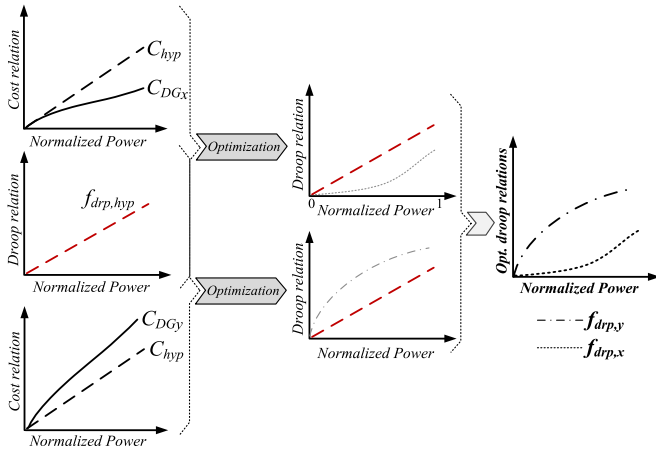 Cost relation
C_hyp
C_DGx
Normalized Power
Droop relation
f_drp,hyp
Normalized Power
Cost relation
C_DGy
C_hyp
Normalized Power
Optimization
Optimization
Droop relation
0
1
Normalized Power
Droop relation
Normalized Power
Opt. droop relations
Normalized Power
f_drp,y
f_drp,x